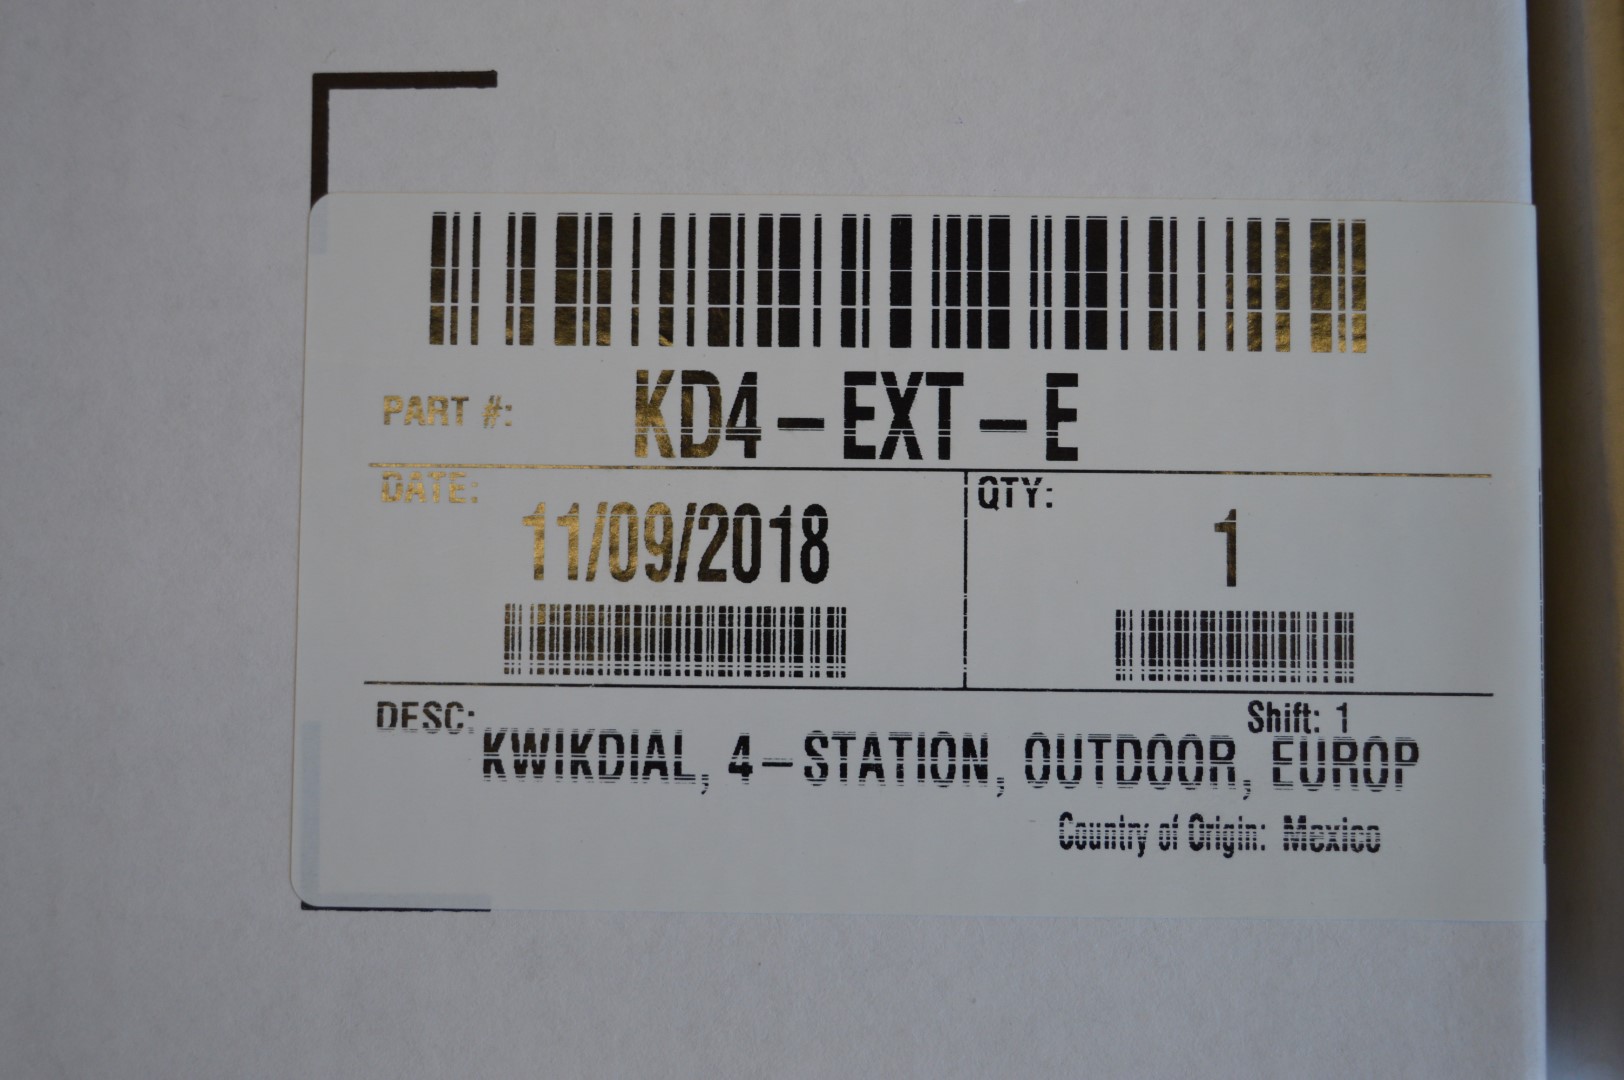 PART #: KD4-EXT-E
DATE: QTY:
11/09/2018 1
DESC: Shift: 1
KWIKDIAL, 4-STATION, OUTDOOR, EUROP
Country of Origin: Mexico